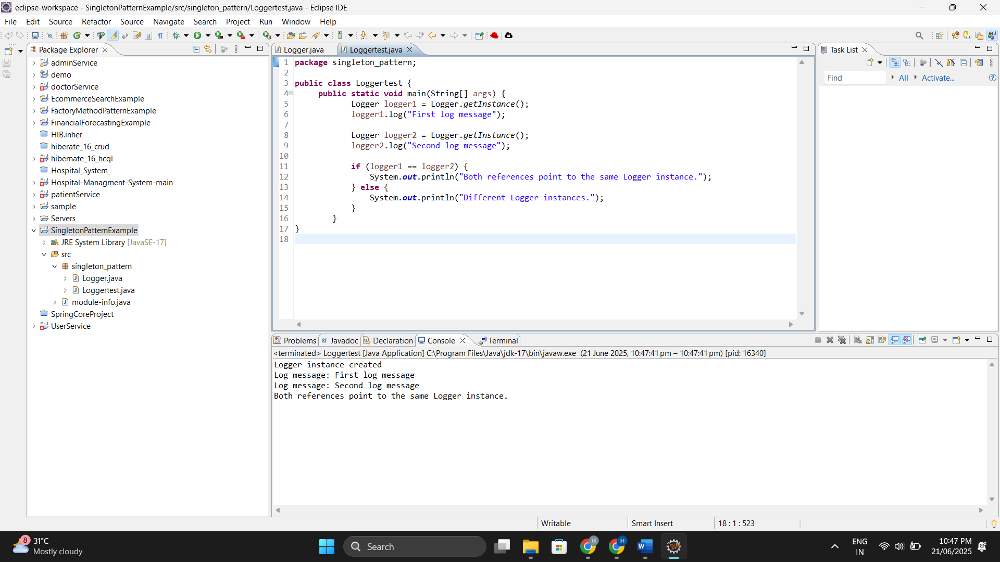 eclipse-workspace - SingletonPatternExample/src/singleton_pattern/Loggertest.java - Eclipse IDE
File Edit Source Refactor Source Navigate Search Project Run Window Help
Package Explorer
adminService
demo
doctorService
EcommerceSearchExample
FactoryMethodPatternExample
FinancialForecastingExample
HIB.inher
hiberate_16_crud
hibernate_16_hcql
Hospital_System_
Hospital-Managment-System-main
patientService
sample
Servers
SingletonPatternExample
JRE System Library [JavaSE-17]
src
singleton_pattern
Logger.java
Loggertest.java
module-info.java
SpringCoreProject
UserService
Logger.java Loggertest.java
1 package singleton_pattern;
2
3 public class Loggertest {
4 public static void main(String[] args) {
5 Logger logger1 = Logger.getInstance();
6 logger1.log("First log message");
7
8 Logger logger2 = Logger.getInstance();
9 logger2.log("Second log message");
10
11 if (logger1 == logger2) {
12 System.out.println("Both references point to the same Logger instance.");
13 } else {
14 System.out.println("Different Logger instances.");
15 }
16 }
17 }
18
Task List
Find All Activate...
Problems Javadoc Declaration Console Terminal
<terminated> Loggertest [Java Application] C:\Program Files\Java\jdk-17\bin\javaw.exe (21 June 2025, 10:47:41 pm – 10:47:41 pm) [pid: 16340]
Logger instance created
Log message: First log message
Log message: Second log message
Both references point to the same Logger instance.
Writable Smart Insert 18 : 1 : 523
8
31°C
Mostly cloudy
Search
ENG
IN
10:47 PM
21/06/2025